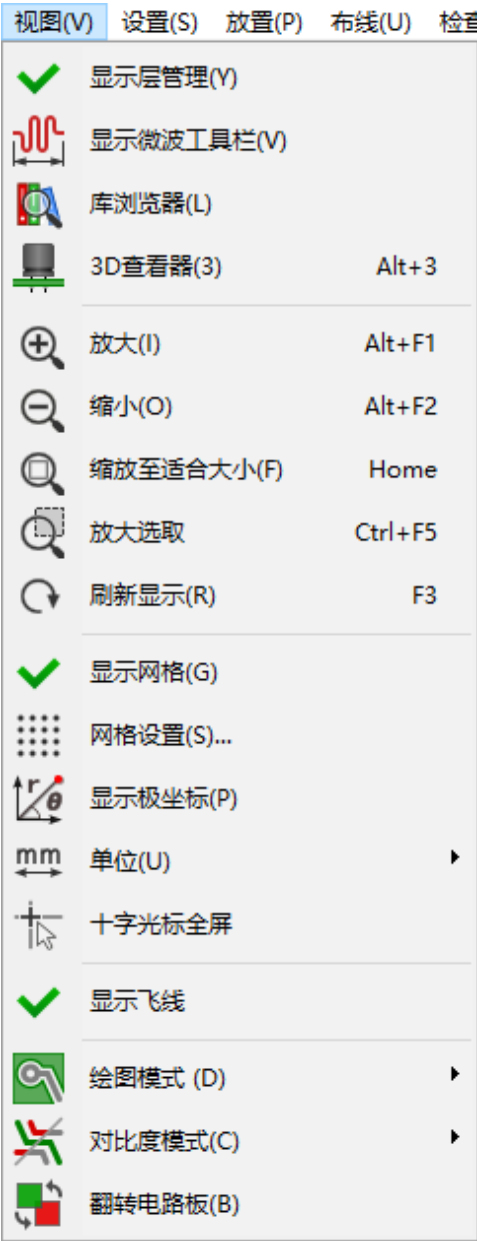 视图(V) 设置(S) 放置(P) 布线(U) 检查
显示层管理(Y)
显示微波工具栏(V)
库浏览器(L)
3D查看器(3) Alt+3
放大(I) Alt+F1
缩小(O) Alt+F2
缩放至适合大小(F) Home
放大选取 Ctrl+F5
刷新显示(R) F3
显示网格(G)
网格设置(S)...
r θ 显示极坐标(P)
mm 单位(U)
十字光标全屏
显示飞线
绘图模式 (D)
对比度模式(C)
翻转电路板(B)